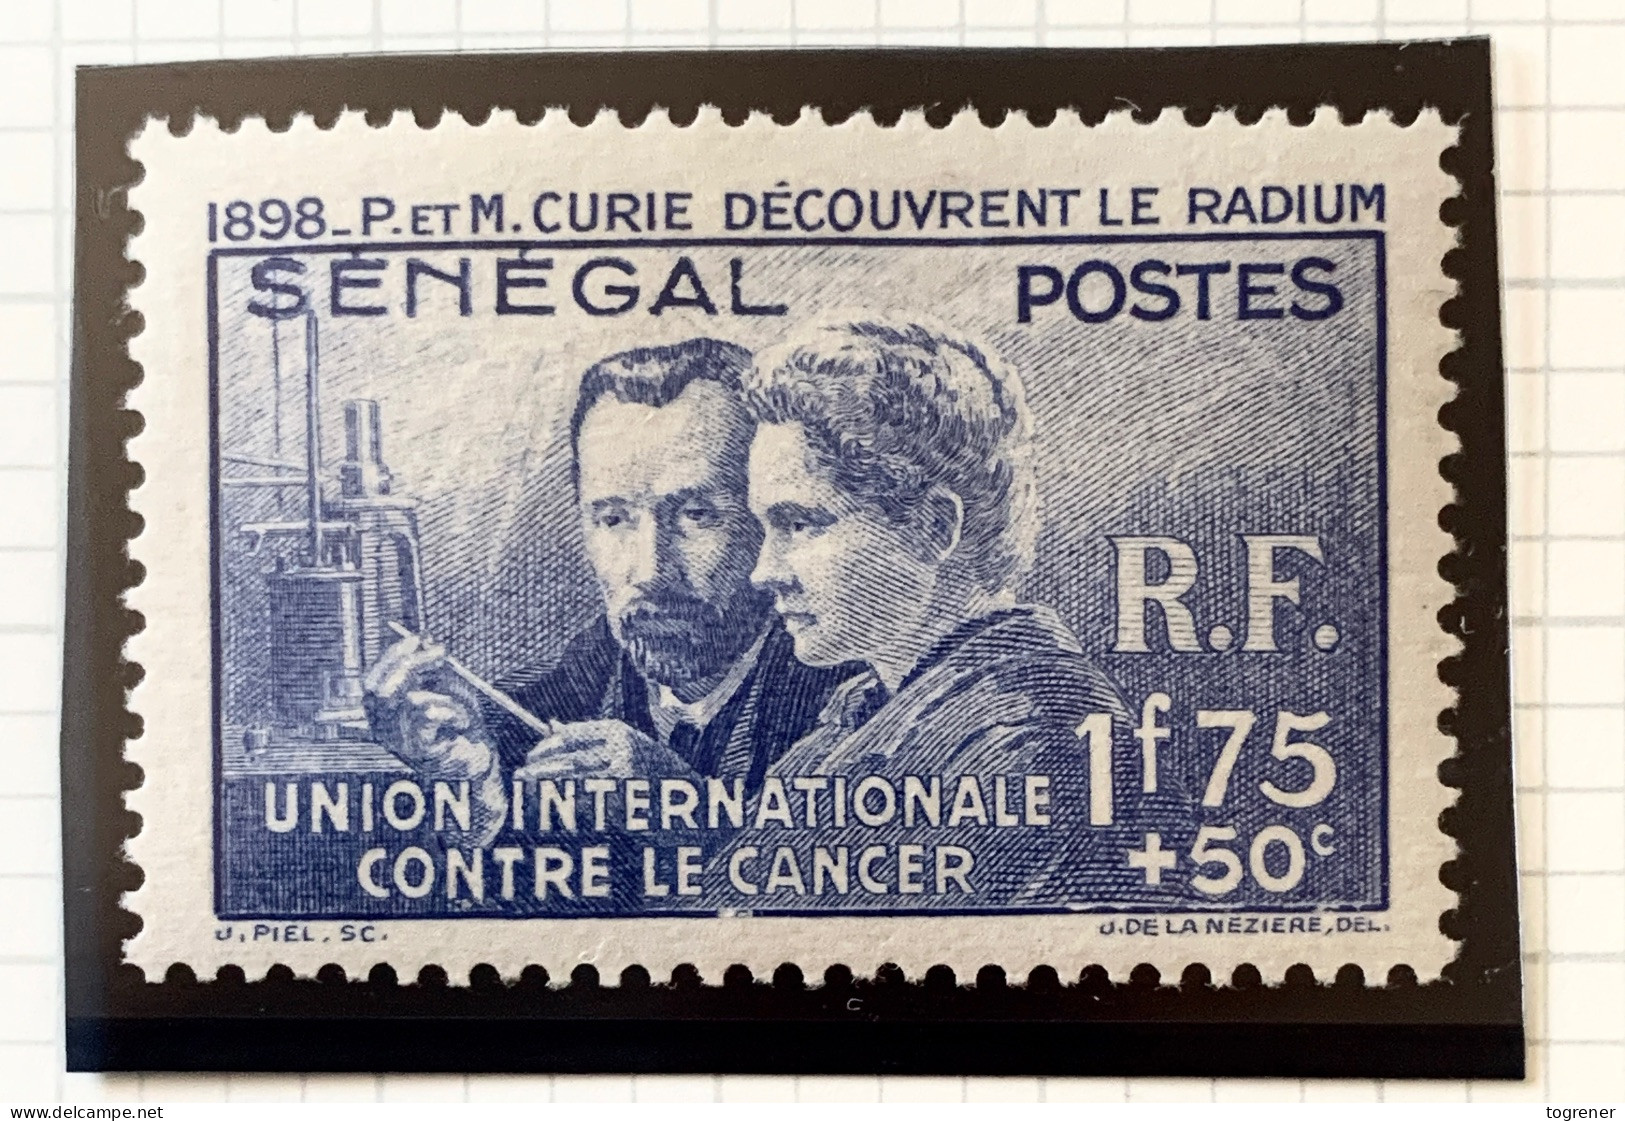 1898_P. ET M. CURIE DÉCOUVRENT LE RADIUM
SÉNÉGAL POSTES
R.F.
1f75
+50c
UNION INTERNATIONALE
CONTRE LE CANCER
J. PIEL, SC. J. DE LA NÉZIÈRE, DEL.
www.delcampe.net togrener